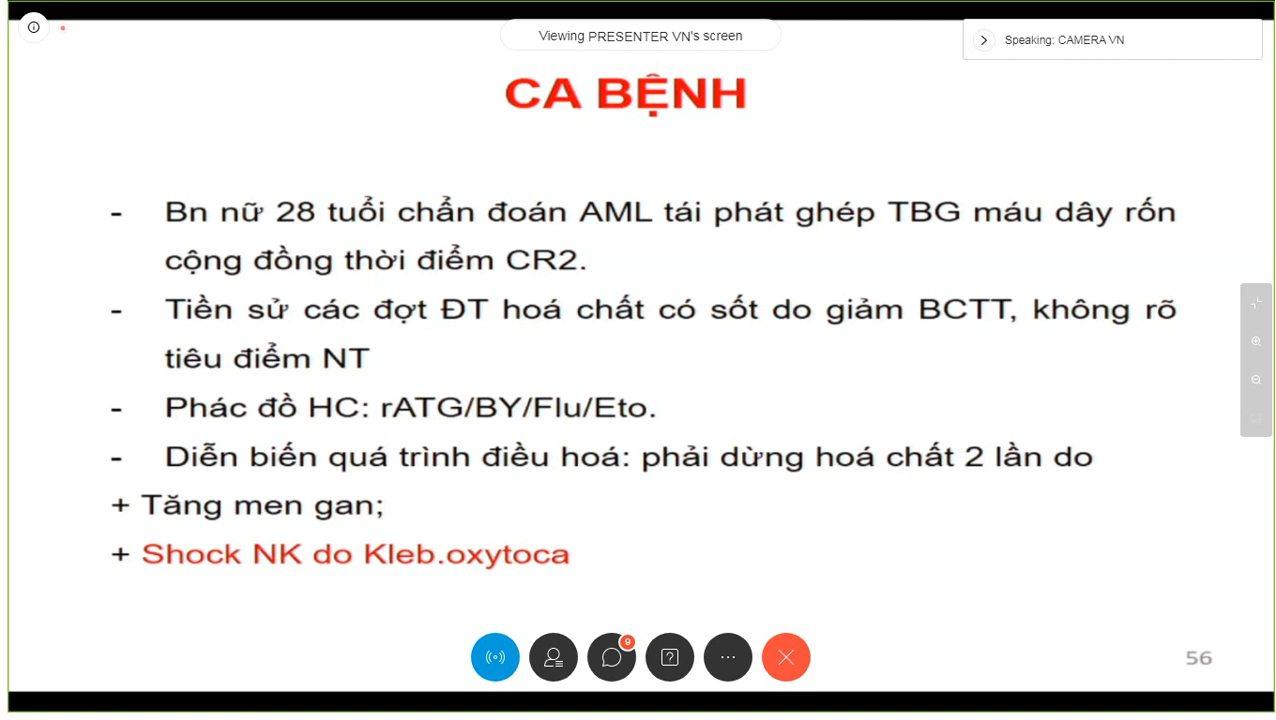 Viewing PRESENTER VN's screen
Speaking: CAMERA VN
CA BỆNH
- Bn nữ 28 tuổi chẩn đoán AML tái phát ghép TBG máu dây rốn
cộng đồng thời điểm CR2.
- Tiền sử các đợt ĐT hoá chất có sốt do giảm BCTT, không rõ
tiêu điểm NT
- Phác đồ HC: rATG/BY/Flu/Eto.
- Diễn biến quá trình điều hoá: phải dừng hoá chất 2 lần do
+ Tăng men gan;
+ Shock NK do Kleb.oxytoca
9
56